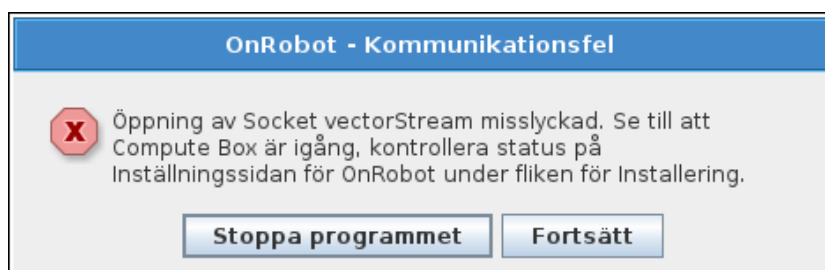 OnRobot - Kommunikationsfel
X
Öppning av Socket vectorStream misslyckad. Se till att
Compute Box är igång, kontrollera status på
Inställningssidan för OnRobot under fliken för Installering.
Stoppa programmet Fortsätt